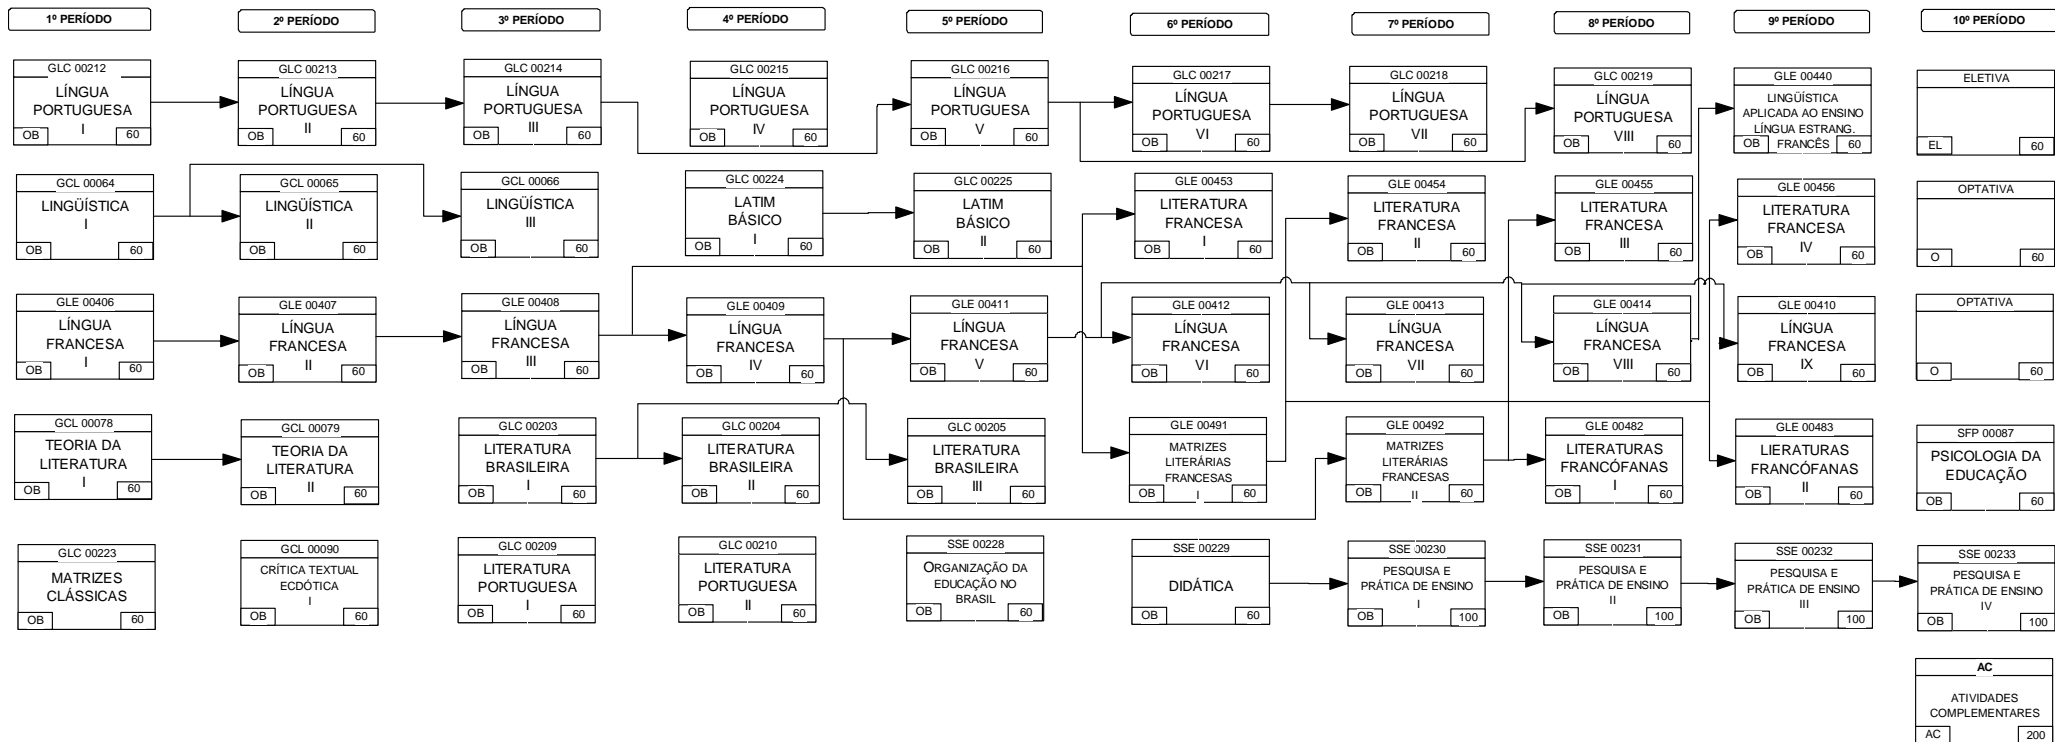 1º PERÍODO
2º PERÍODO
3º PERÍODO
4º PERÍODO
5º PERÍODO
6º PERÍODO
7º PERÍODO
8º PERÍODO
9º PERÍODO
10º PERÍODO
GLC 00212
LÍNGUA
PORTUGUESA
I
OB 60
GLC 00213
LÍNGUA
PORTUGUESA
II
OB 60
GLC 00214
LÍNGUA
PORTUGUESA
III
OB 60
GLC 00215
LÍNGUA
PORTUGUESA
IV
OB 60
GLC 00216
LÍNGUA
PORTUGUESA
V
OB 60
GLC 00217
LÍNGUA
PORTUGUESA
VI
OB 60
GLC 00218
LÍNGUA
PORTUGUESA
VII
OB 60
GLC 00219
LÍNGUA
PORTUGUESA
VIII
OB 60
GLE 00440
LINGÜÍSTICA
APLICADA AO ENSINO
LÍNGUA ESTRANG.
FRANCÊS
OB 60
ELETIVA
EL 60
GCL 00064
LINGÜÍSTICA
I
OB 60
GCL 00065
LINGÜÍSTICA
II
OB 60
GCL 00066
LINGÜÍSTICA
III
OB 60
GLC 00224
LATIM
BÁSICO
I
OB 60
GLC 00225
LATIM
BÁSICO
II
OB 60
GLE 00453
LITERATURA
FRANCESA
I
OB 60
GLE 00454
LITERATURA
FRANCESA
II
OB 60
GLE 00455
LITERATURA
FRANCESA
III
OB 60
GLE 00456
LITERATURA
FRANCESA
IV
OB 60
OPTATIVA
O 60
GLE 00406
LÍNGUA
FRANCESA
I
OB 60
GLE 00407
LÍNGUA
FRANCESA
II
OB 60
GLE 00408
LÍNGUA
FRANCESA
III
OB 60
GLE 00409
LÍNGUA
FRANCESA
IV
OB 60
GLE 00411
LÍNGUA
FRANCESA
V
OB 60
GLE 00412
LÍNGUA
FRANCESA
VI
OB 60
GLE 00413
LÍNGUA
FRANCESA
VII
OB 60
GLE 00414
LÍNGUA
FRANCESA
VIII
OB 60
GLE 00410
LÍNGUA
FRANCESA
IX
OB 60
OPTATIVA
O 60
GCL 00078
TEORIA DA
LITERATURA
I
OB 60
GCL 00079
TEORIA DA
LITERATURA
II
OB 60
GLC 00203
LITERATURA
BRASILEIRA
I
OB 60
GLC 00204
LITERATURA
BRASILEIRA
II
OB 60
GLC 00205
LITERATURA
BRASILEIRA
III
OB 60
GLE 00491
MATRIZES
LITERÁRIAS
FRANCESAS
I
OB 60
GLE 00492
MATRIZES
LITERÁRIAS
FRANCESAS
II
OB 60
GLE 00482
LITERATURAS
FRANCÓFANAS
I
OB 60
GLE 00483
LIERATURAS
FRANCÓFANAS
II
OB 60
SFP 00087
PSICOLOGIA DA
EDUCAÇÃO
OB 60
GLC 00223
MATRIZES
CLÁSSICAS
OB 60
GCL 00090
CRÍTICA TEXTUAL
ECDÓTICA
I
OB 60
GLC 00209
LITERATURA
PORTUGUESA
I
OB 60
GLC 00210
LITERATURA
PORTUGUESA
II
OB 60
SSE 00228
ORGANIZAÇÃO DA
EDUCAÇÃO NO
BRASIL
OB 60
SSE 00229
DIDÁTICA
OB 60
SSE 00230
PESQUISA E
PRÁTICA DE ENSINO
I
OB 100
SSE 00231
PESQUISA E
PRÁTICA DE ENSINO
II
OB 100
SSE 00232
PESQUISA E
PRÁTICA DE ENSINO
III
OB 100
SSE 00233
PESQUISA E
PRÁTICA DE ENSINO
IV
OB 100
AC
ATIVIDADES
COMPLEMENTARES
AC 200